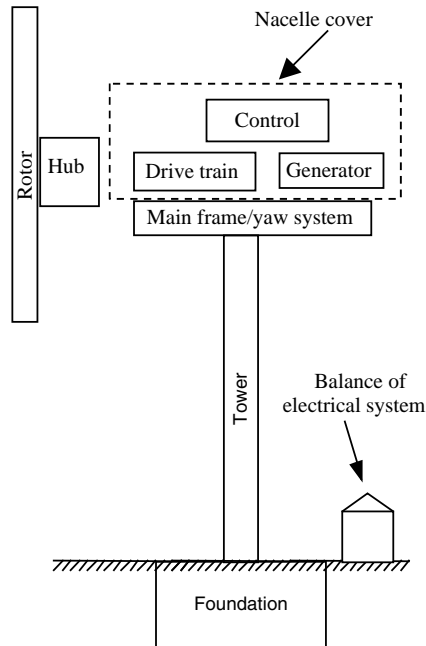 Nacelle cover
Control
Rotor
Hub
Drive train
Generator
Main frame/yaw system
Tower
Balance of
electrical system
Foundation